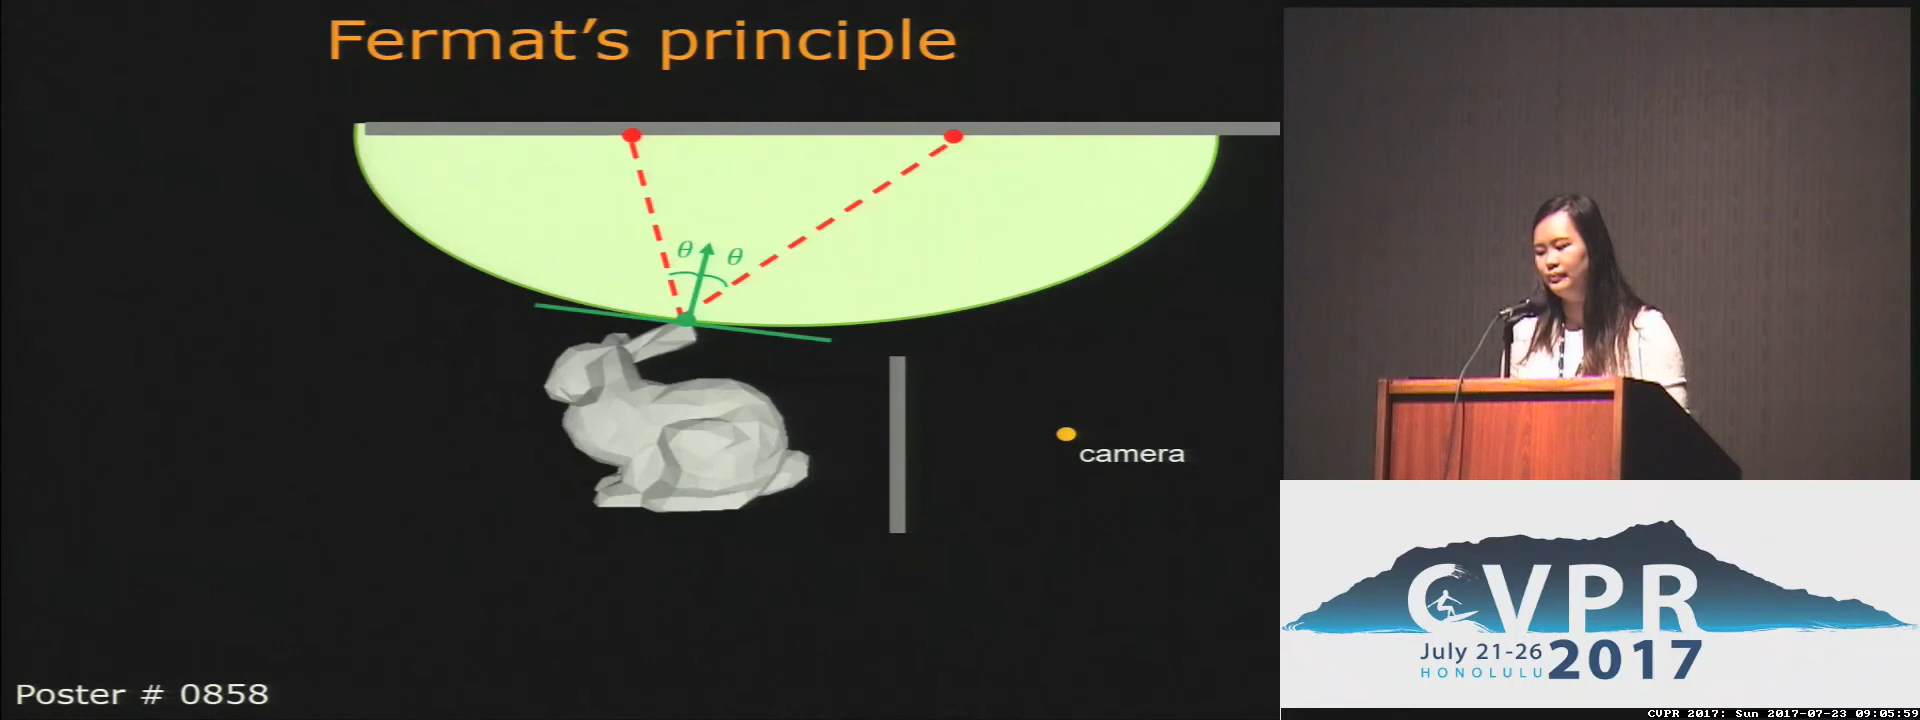 Fermat's principle
θ θ
camera
Poster # 0858
CVPR
July 21-26
HONOLULU
2017
CVPR 2017: Sun 2017-07-23 09:05:59